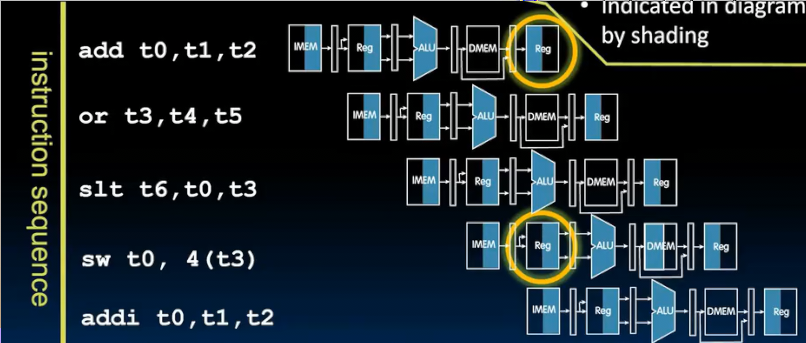 • Indicated in diagram
by shading
instruction sequence
add t0,t1,t2
IMEM Reg ALU DMEM Reg
or t3,t4,t5
IMEM Reg ALU DMEM Reg
slt t6,t0,t3
IMEM Reg ALU DMEM Reg
sw t0, 4(t3)
IMEM Reg ALU DMEM Reg
addi t0,t1,t2
IMEM Reg ALU DMEM Reg